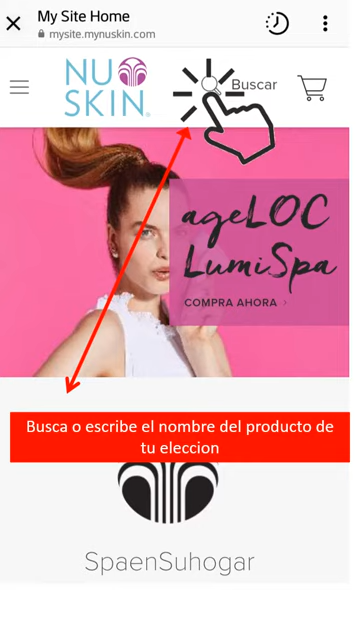 My Site Home
mysite.mynuskin.com
NU
SKIN®
Buscar
ageLOC
LumiSpa
COMPRA AHORA >
Busca o escribe el nombre del producto de
tu eleccion
SpaenSuhogar